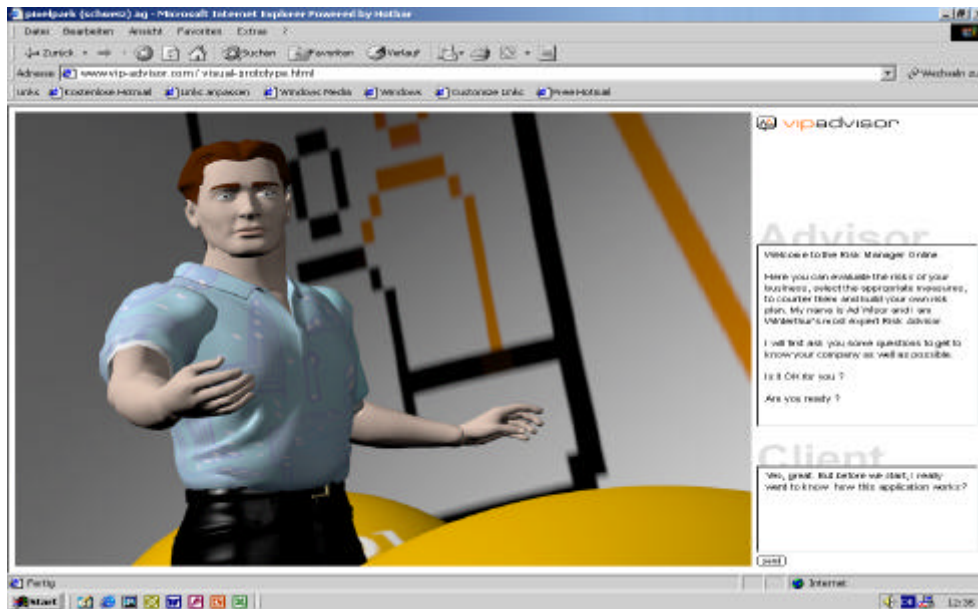 pixelpark (schweiz) ag - Microsoft Internet Explorer Powered by Hotbar
Datei Bearbeiten Ansicht Favoriten Extras ?
Zurück Suchen Favoriten Verlauf
Adresse www.vip-advisor.com/visual-prototype.html Wechseln zu
Links Kostenlose Hotmail Links anpassen Windows Media Windows Customize Links Free Hotmail
vipadvisor
Advisor
Welcome to the Risk Manager Online
Here you can evaluate the risks of your
business, select the appropriate measures,
to counter them and build your own risk
plan. My name is Ad Visor and I am
Winterthur's most expert Risk Advisor
I will first ask you some questions to get to
know your company as well as possible.
Is it OK for you ?
Are you ready ?
Client
Yes, great. But before we start, I really
want to know how this application works?
send
Fertig Internet
Start 12:36